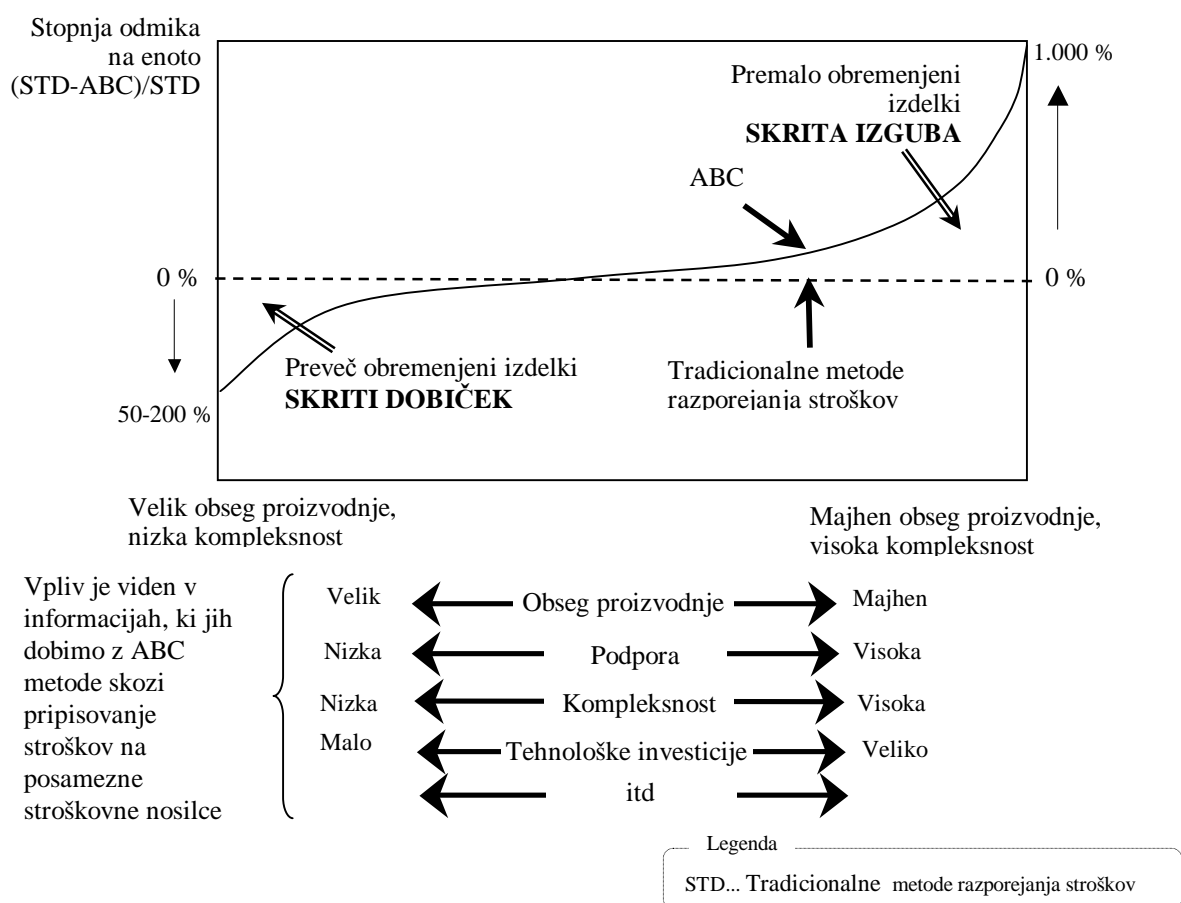 Stopnja odmika
na enoto
(STD-ABC)/STD
1.000 %
Premalo obremenjeni
izdelki
SKRITA IZGUBA
ABC
0 %
0 %
Preveč obremenjeni izdelki
SKRITI DOBIČEK
Tradicionalne metode
razporejanja stroškov
50-200 %
Velik obseg proizvodnje,
nizka kompleksnost
Majhen obseg proizvodnje,
visoka kompleksnost
Vpliv je viden v
informacijah, ki jih
dobimo z ABC
metode skozi
pripisovanje
stroškov na
posamezne
stroškovne nosilce
Velik Obseg proizvodnje Majhen
Nizka Podpora Visoka
Nizka Kompleksnost Visoka
Malo Tehnološke investicije Veliko
itd
Legenda
STD... Tradicionalne metode razporejanja stroškov